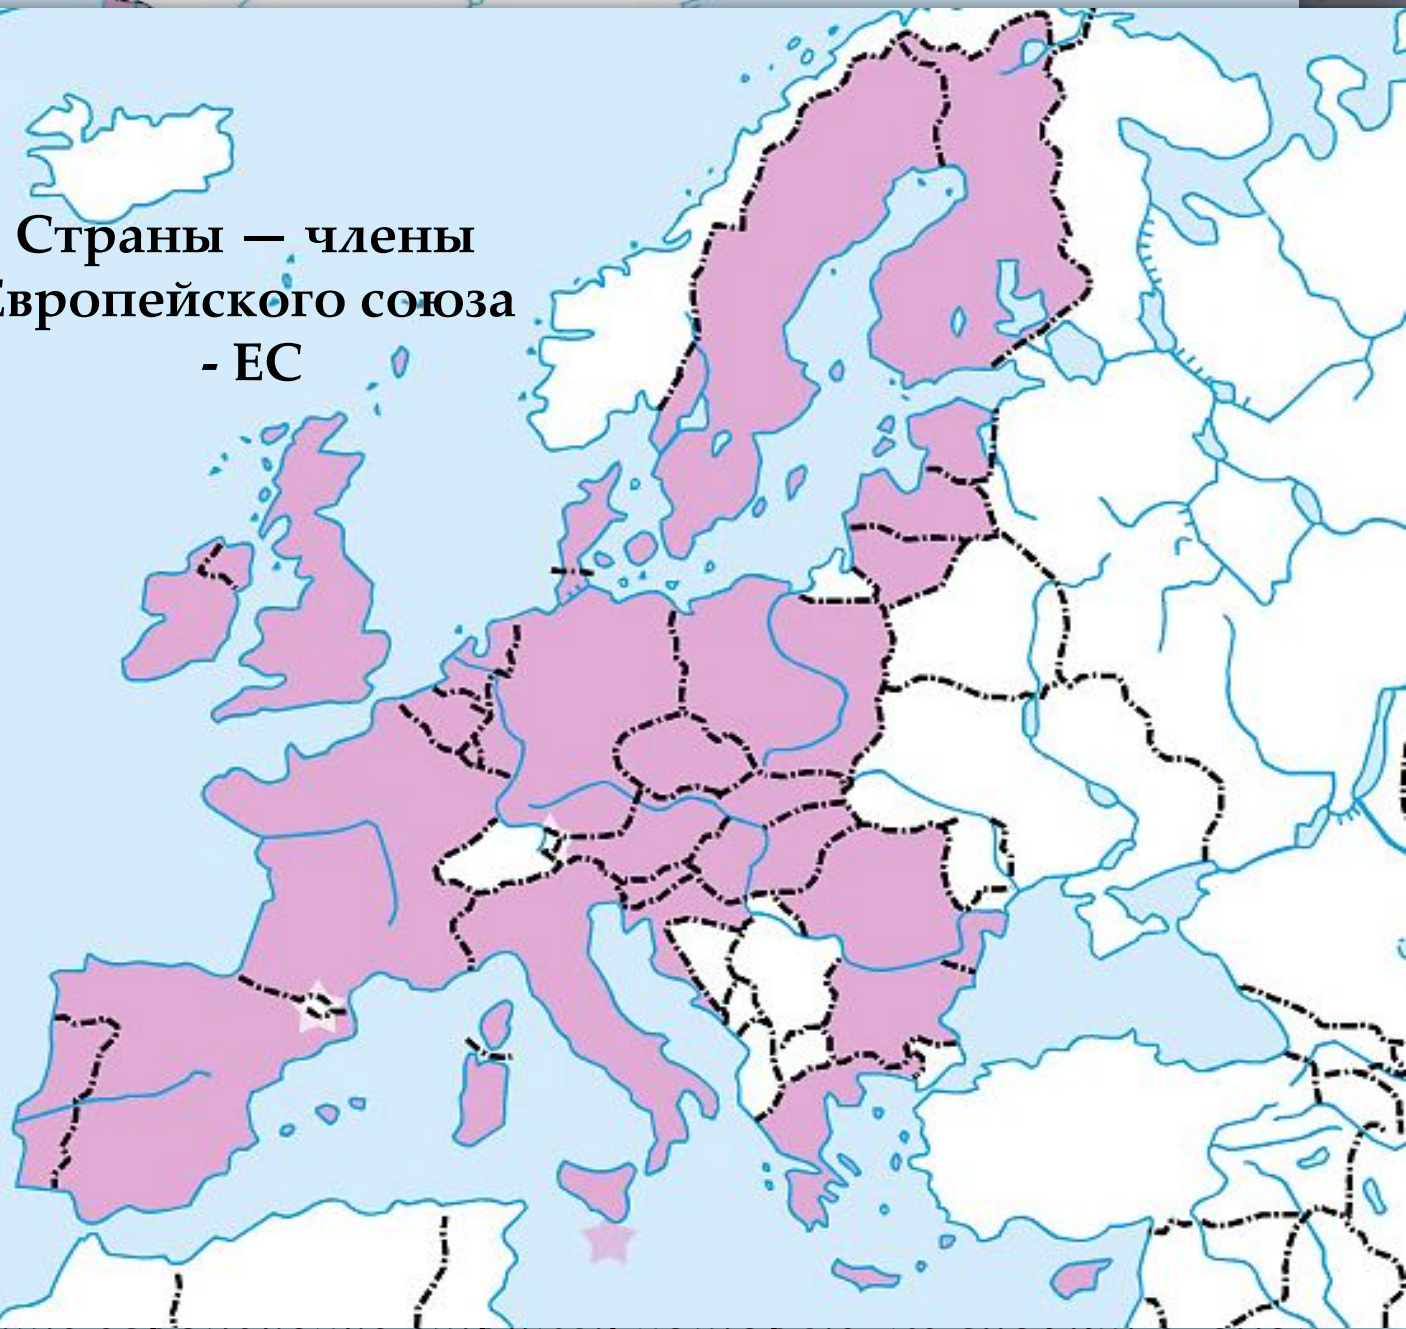 Страны — члены
Европейского союза
- ЕС